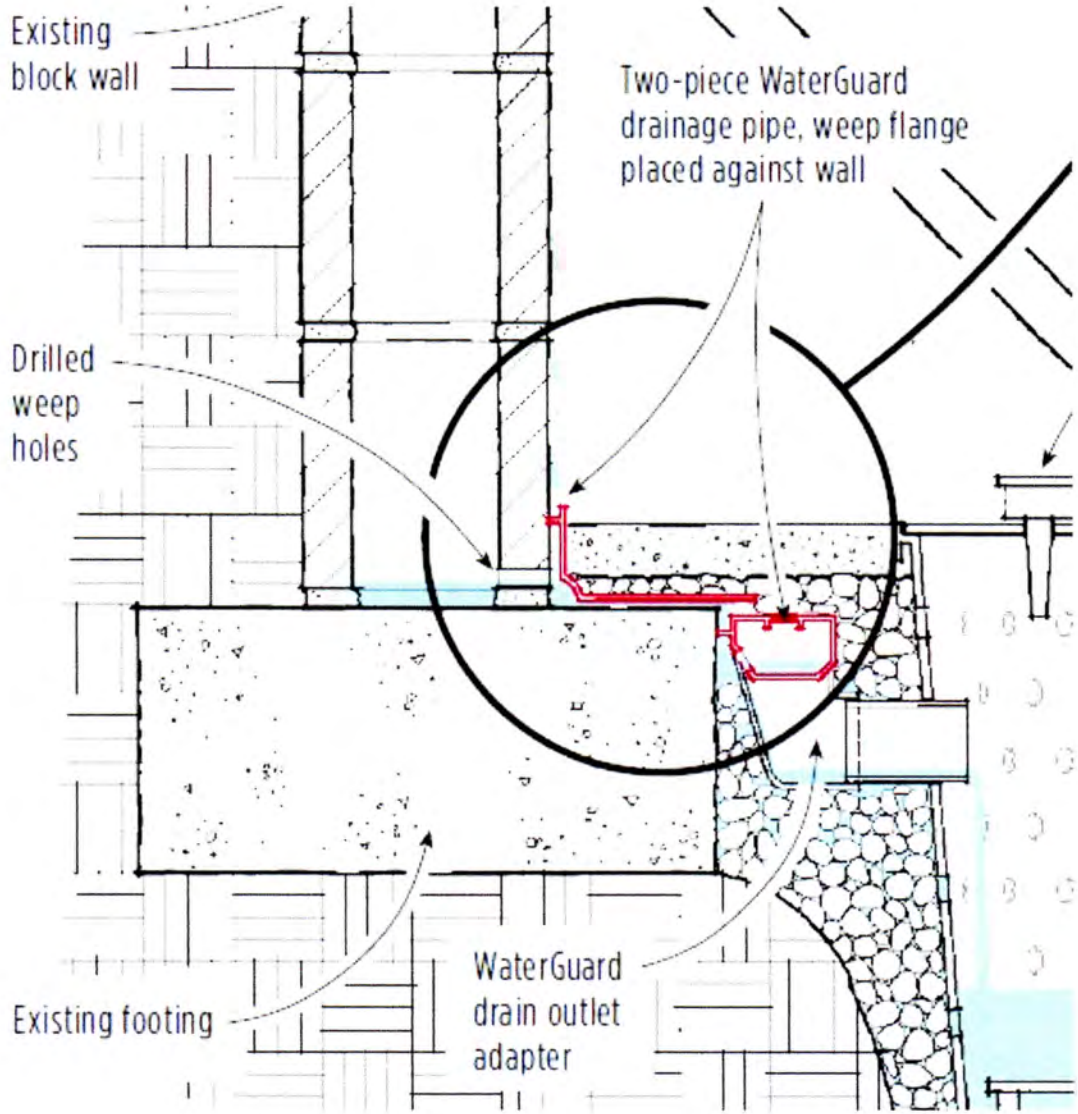 Existing
block wall
Two-piece WaterGuard
drainage pipe, weep flange
placed against wall
Drilled
weep
holes
WaterGuard
drain outlet
adapter
Existing footing